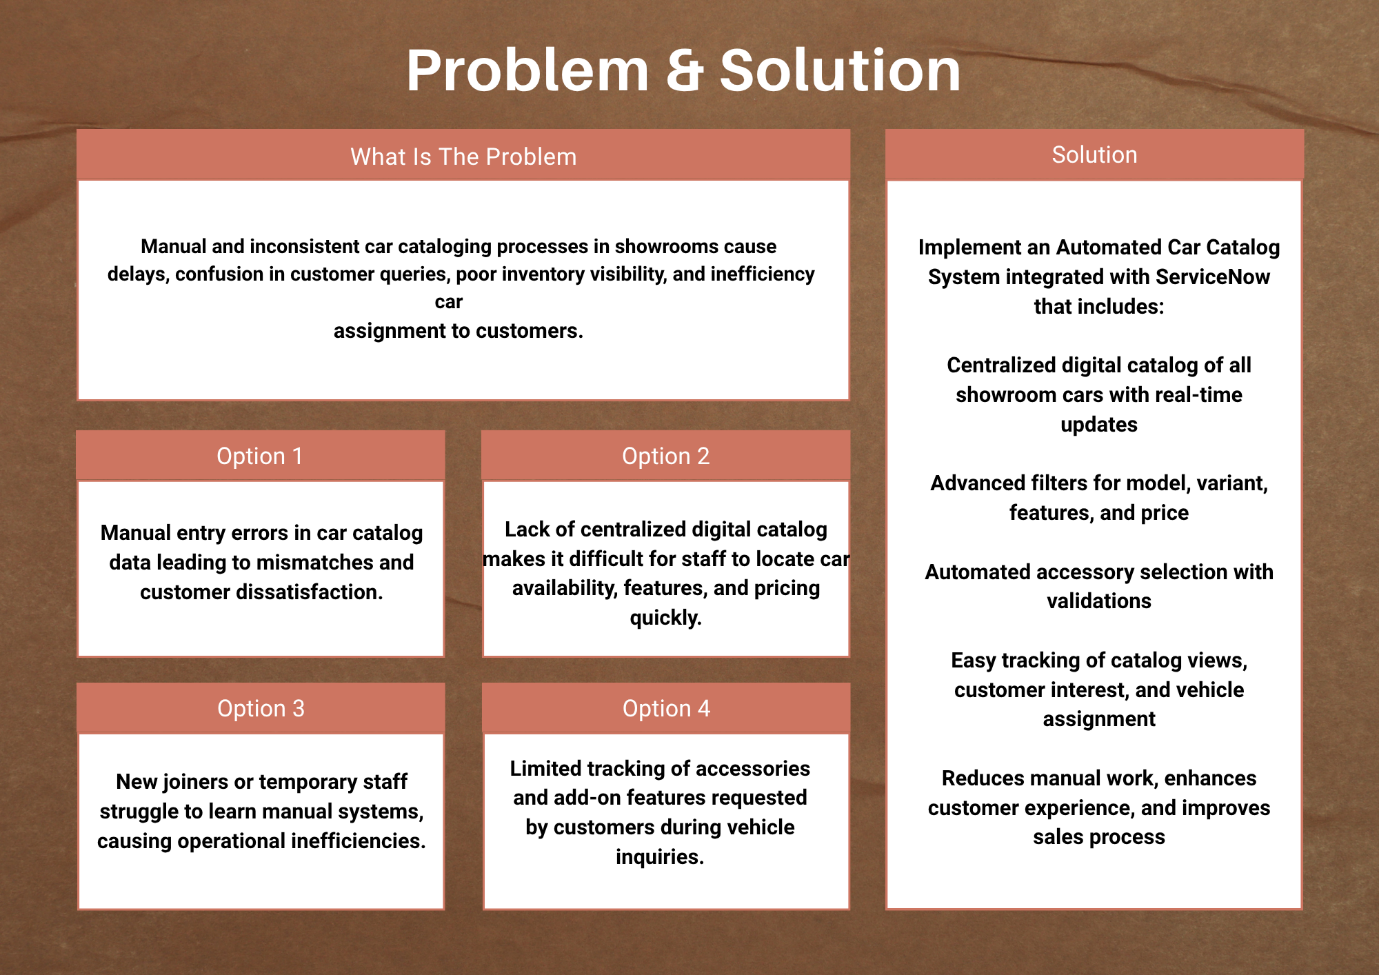 Problem & Solution
What Is The Problem
Manual and inconsistent car cataloging processes in showrooms cause
delays, confusion in customer queries, poor inventory visibility, and inefficiency
car
assignment to customers.
Option 1
Manual entry errors in car catalog
data leading to mismatches and
customer dissatisfaction.
Option 2
Lack of centralized digital catalog
makes it difficult for staff to locate car
availability, features, and pricing
quickly.
Option 3
New joiners or temporary staff
struggle to learn manual systems,
causing operational inefficiencies.
Option 4
Limited tracking of accessories
and add-on features requested
by customers during vehicle
inquiries.
Solution
Implement an Automated Car Catalog
System integrated with ServiceNow
that includes:
Centralized digital catalog of all
showroom cars with real-time
updates
Advanced filters for model, variant,
features, and price
Automated accessory selection with
validations
Easy tracking of catalog views,
customer interest, and vehicle
assignment
Reduces manual work, enhances
customer experience, and improves
sales process